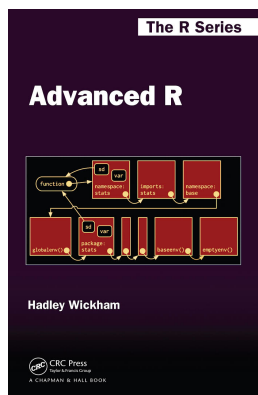 The R Series
Advanced R
sd
var
function
namespace:
stats
imports:
stats
namespace:
base
sd
var
globalenv()
package:
stats
baseenv()
emptyenv()
Hadley Wickham
CRC
CRC Press
Taylor & Francis Group
A CHAPMAN & HALL BOOK